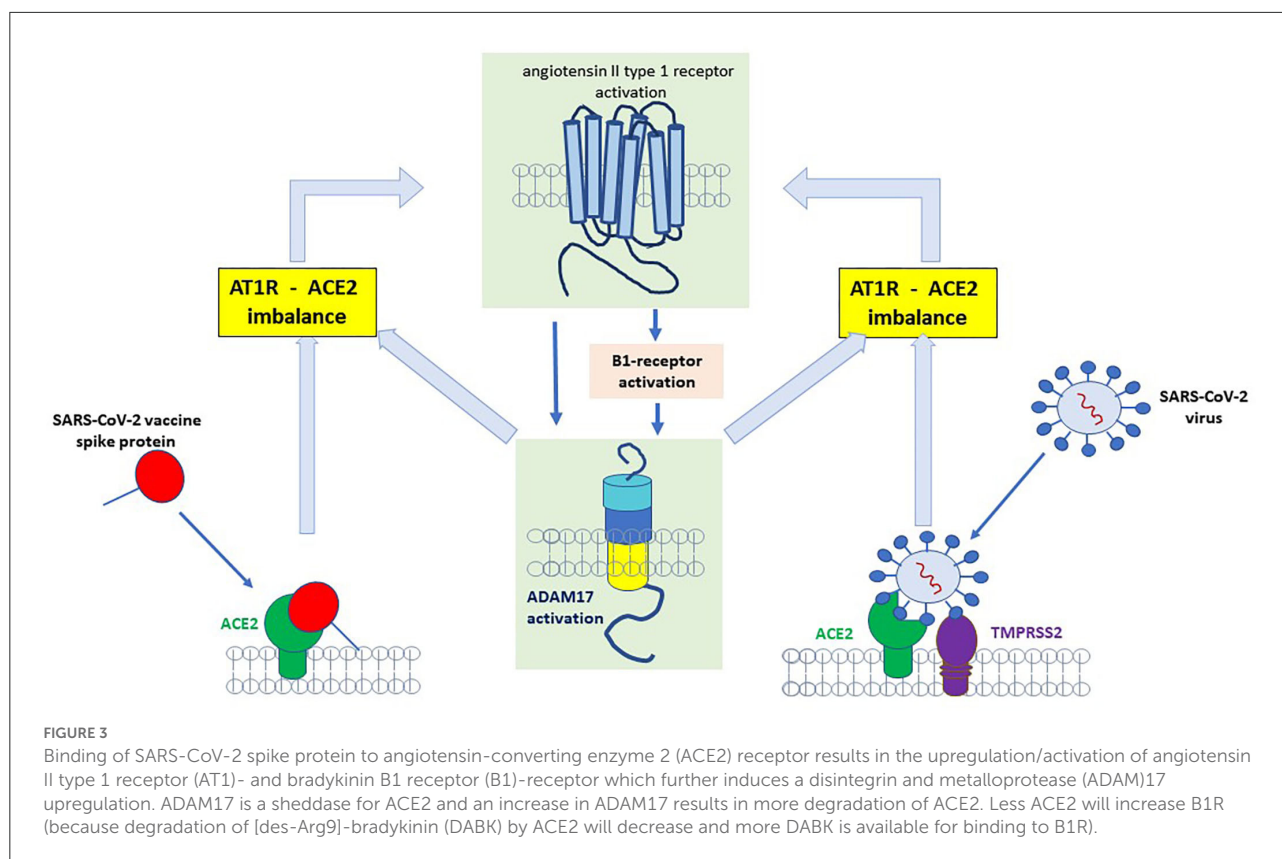 angiotensin II type 1 receptor
activation
AT1R - ACE2
imbalance
AT1R - ACE2
imbalance
B1-receptor
activation
SARS-CoV-2 vaccine
spike protein
SARS-CoV-2
virus
ADAM17
activation
ACE2
ACE2
TMPRSS2
FIGURE 3
Binding of SARS-CoV-2 spike protein to angiotensin-converting enzyme 2 (ACE2) receptor results in the upregulation/activation of angiotensin
II type 1 receptor (AT1)- and bradykinin B1 receptor (B1)-receptor which further induces a disintegrin and metalloprotease (ADAM)17
upregulation. ADAM17 is a sheddase for ACE2 and an increase in ADAM17 results in more degradation of ACE2. Less ACE2 will increase B1R
(because degradation of [des-Arg9]-bradykinin (DABK) by ACE2 will decrease and more DABK is available for binding to B1R).